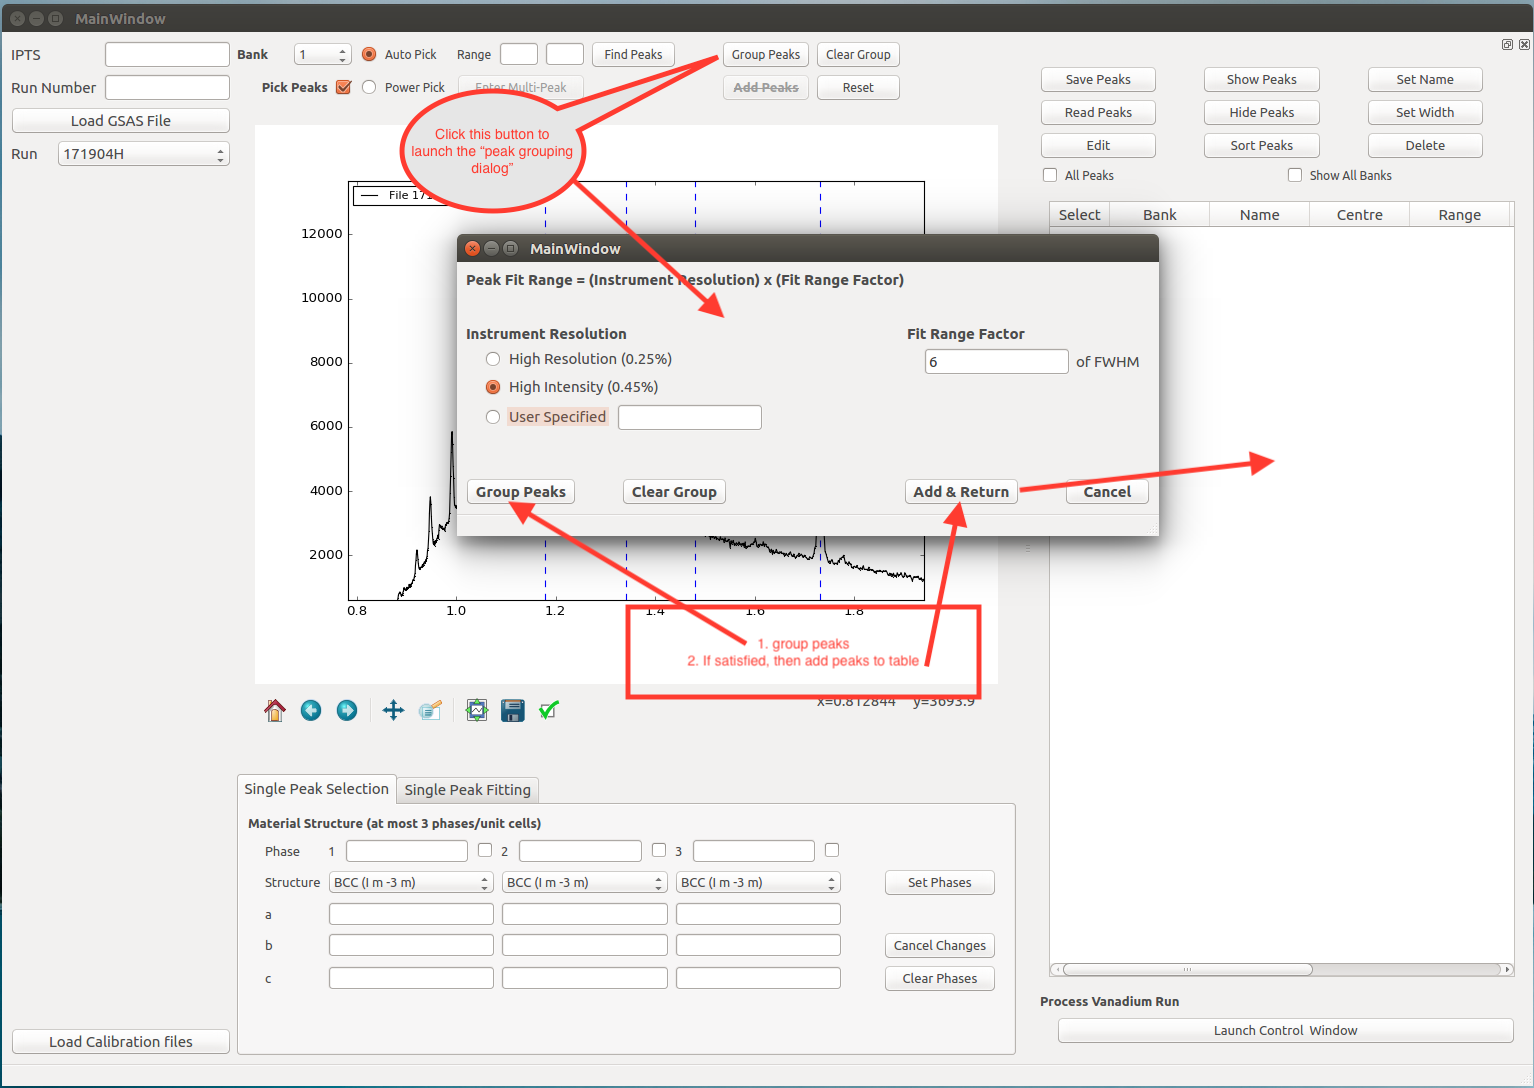 MainWindow
IPTS
Bank
1
Auto Pick
Range
Find Peaks
Group Peaks
Clear Group
Run Number
Pick Peaks
Power Pick
Enter Multi-Peak
Add Peaks
Reset
Load GSAS File
Run
171904H
Save Peaks
Show Peaks
Set Name
Read Peaks
Hide Peaks
Set Width
Edit
Sort Peaks
Delete
All Peaks
Show All Banks
Select
Bank
Name
Centre
Range
Click this button to
launch the “peak grouping
dialog”
File 171
12000
10000
8000
6000
4000
2000
0.8
1.0
1.2
1.4
1.6
1.8
MainWindow
Peak Fit Range = (Instrument Resolution) x (Fit Range Factor)
Instrument Resolution
Fit Range Factor
High Resolution (0.25%)
6
of FWHM
High Intensity (0.45%)
User Specified
Group Peaks
Clear Group
Add & Return
Cancel
1. group peaks
2. If satisfied, then add peaks to table
x=0.812844 y=3693.9
Single Peak Selection
Single Peak Fitting
Material Structure (at most 3 phases/unit cells)
Phase
1
2
3
Structure
BCC (I m -3 m)
BCC (I m -3 m)
BCC (I m -3 m)
Set Phases
a
b
Cancel Changes
c
Clear Phases
Load Calibration files
Process Vanadium Run
Launch Control Window